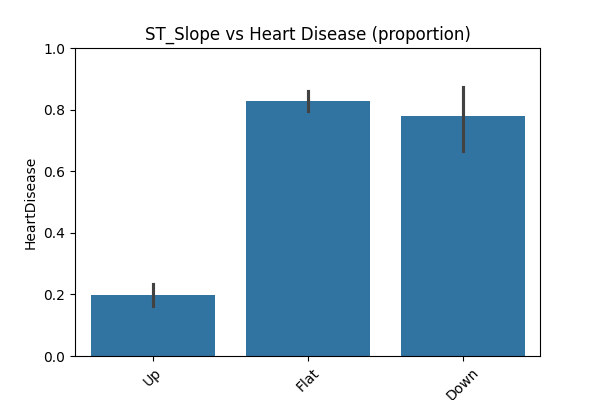 ST_Slope vs Heart Disease (proportion)
1.0
0.8
0.6
0.4
0.2
0.0
HeartDisease
Up
Flat
Down